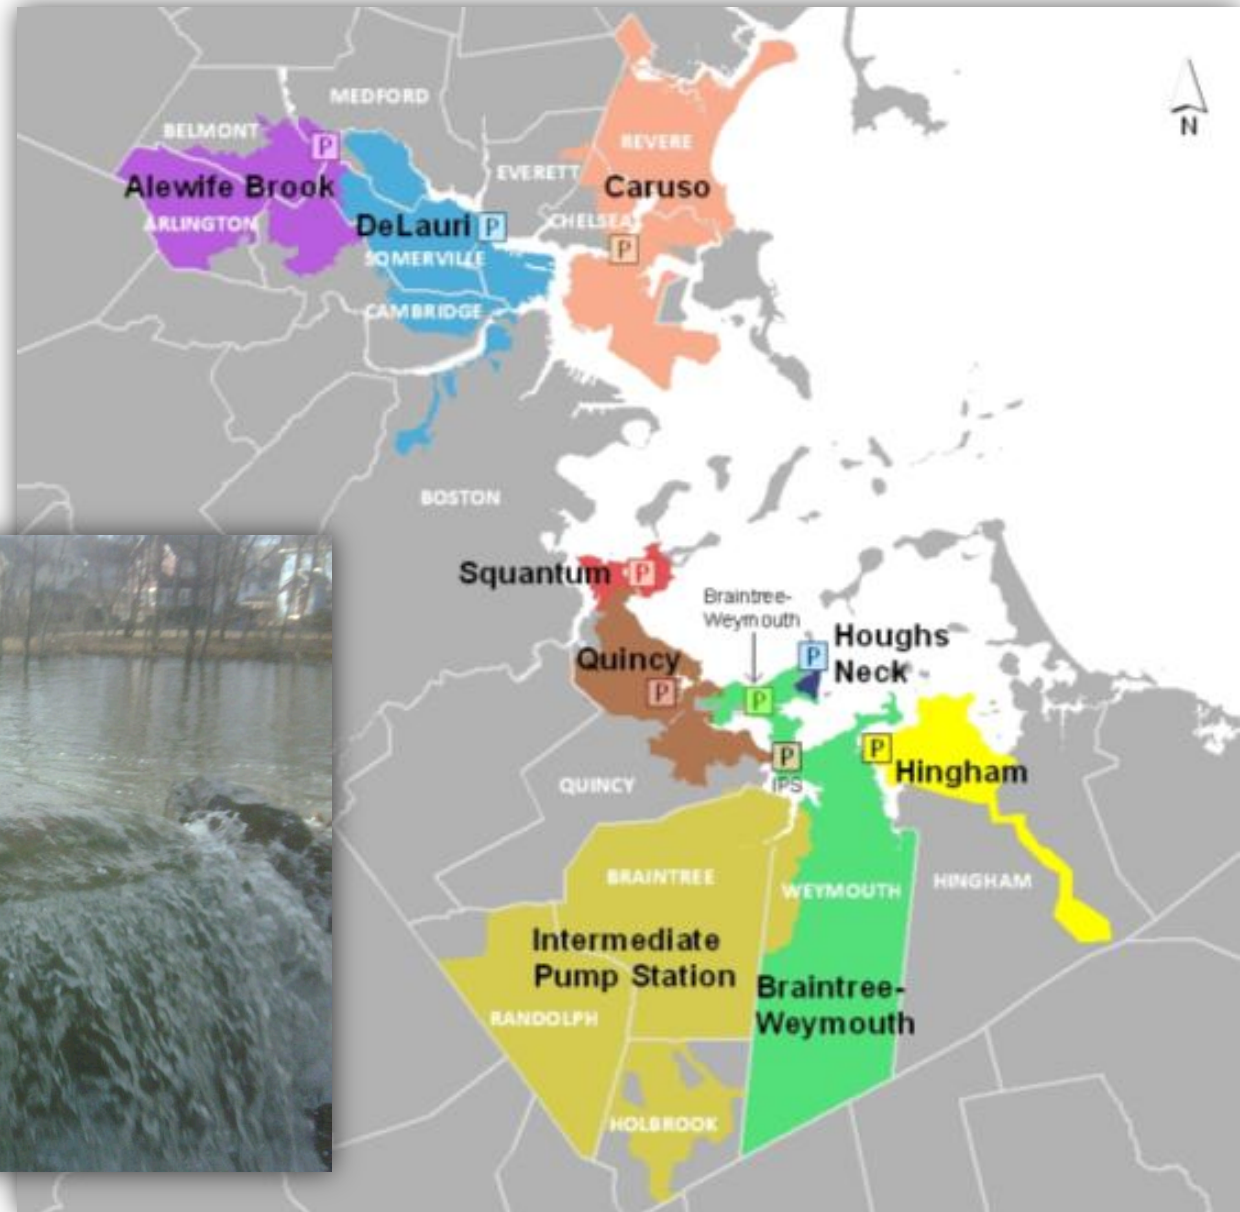 N
MEDFORD
BELMONT
P
REVERE
EVERETT
Alewife Brook
Caruso
ARLINGTON
DeLauri P
CHELSEA
P
SOMERVILLE
CAMBRIDGE
BOSTON
Squantum P
Braintree-
Weymouth
Houghs
Neck
P
Quincy
P
P
P
P
Hingham
IPS
QUINCY
BRAINTREE
WEYMOUTH
HINGHAM
Intermediate
Pump Station
Braintree-
Weymouth
RANDOLPH
HOLBROOK